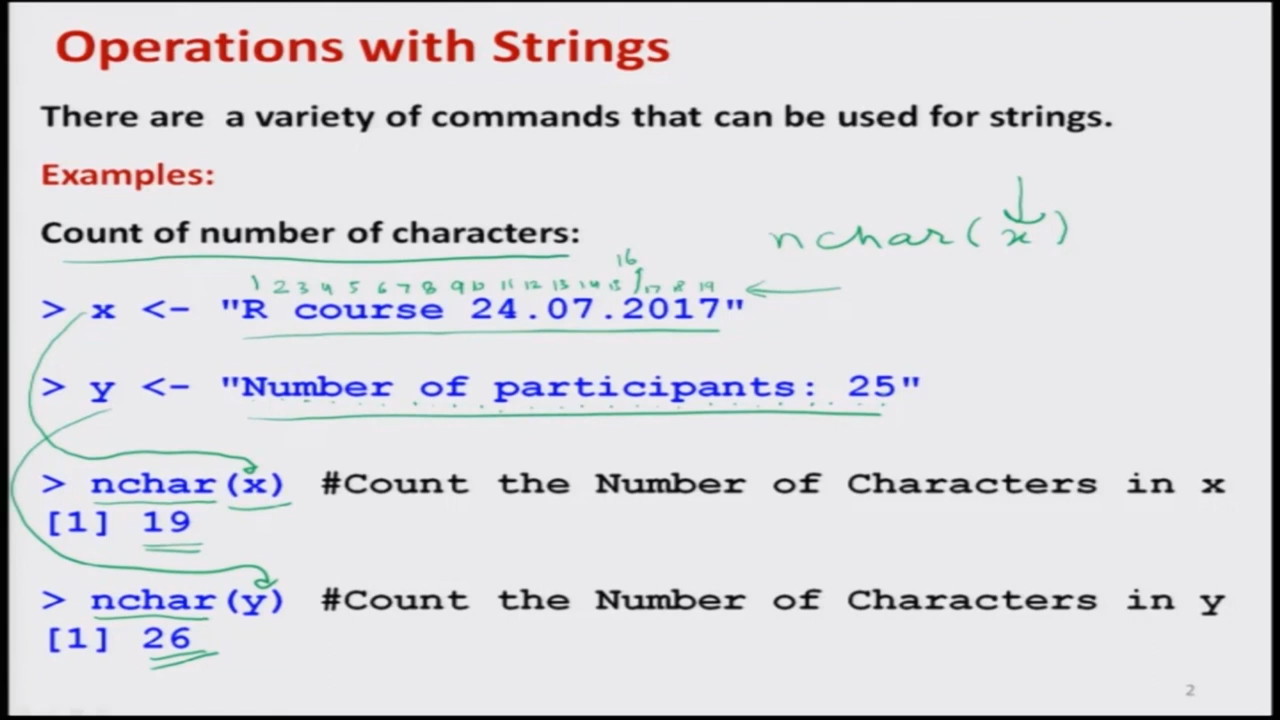 Operations with Strings
There are a variety of commands that can be used for strings.
Examples:
Count of number of characters:
nchar(x)
16
1 2 3 4 5 6 7 8 9 10 11 12 13 14 15 17 18 19
> x <- "R course 24.07.2017"
> y <- "Number of participants: 25"
> nchar(x) #Count the Number of Characters in x
[1] 19
> nchar(y) #Count the Number of Characters in y
[1] 26
2